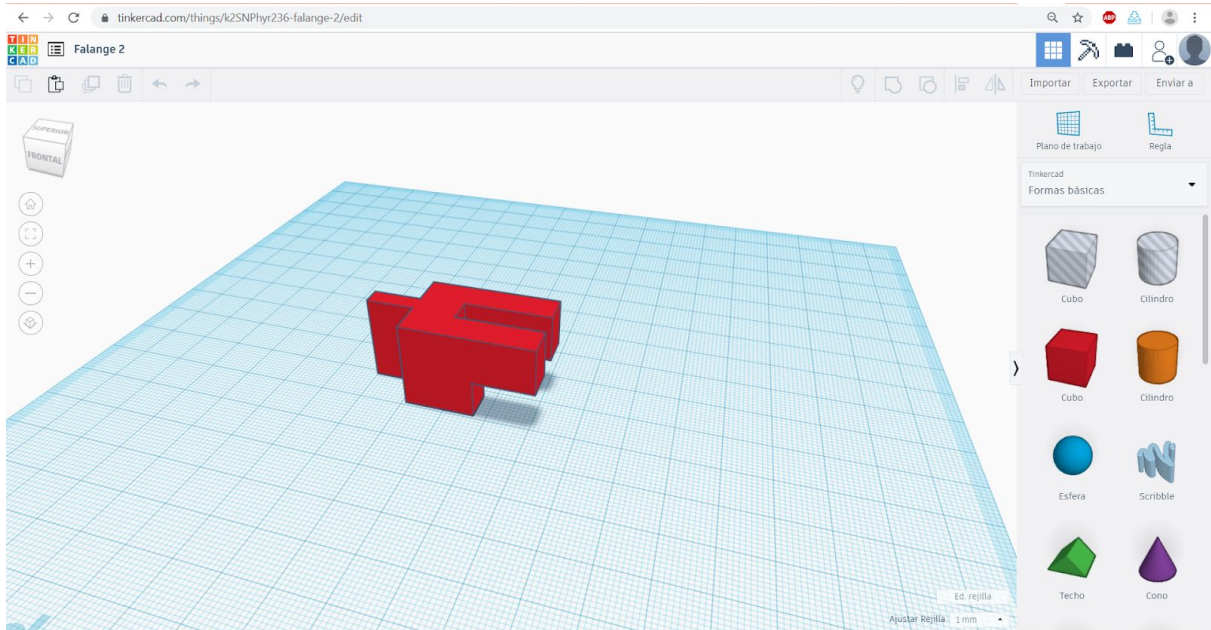 tinkercad.com/things/k2SNPhyr236-falange-2/edit
ABP
TIN
KER
CAD
Falange 2
Importar Exportar Enviar a
SUPERIOR
FRONTAL
Plano de trabajo Regla
Tinkercad
Formas básicas
Cubo Cilindro
Cubo Cilindro
Esfera Scribble
Techo Cono
Ed. rejilla
Ajustar Rejilla 1 mm